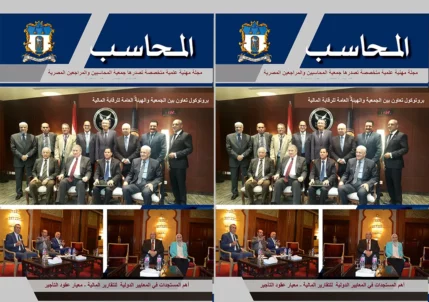 المحاسب
مجلة مهنية علمية متخصصة تصدرها جمعية المحاسبين والمراجعين المصرية
بروتوكول تعاون بين الجمعية والهيئة العامة للرقابة المالية
أهم المستجدات في المعايير الدولية للتقارير المالية - معيار عقود التأجير
المحاسب
مجلة مهنية علمية متخصصة تصدرها جمعية المحاسبين والمراجعين المصرية
بروتوكول تعاون بين الجمعية والهيئة العامة للرقابة المالية
أهم المستجدات في المعايير الدولية للتقارير المالية - معيار عقود التأجير